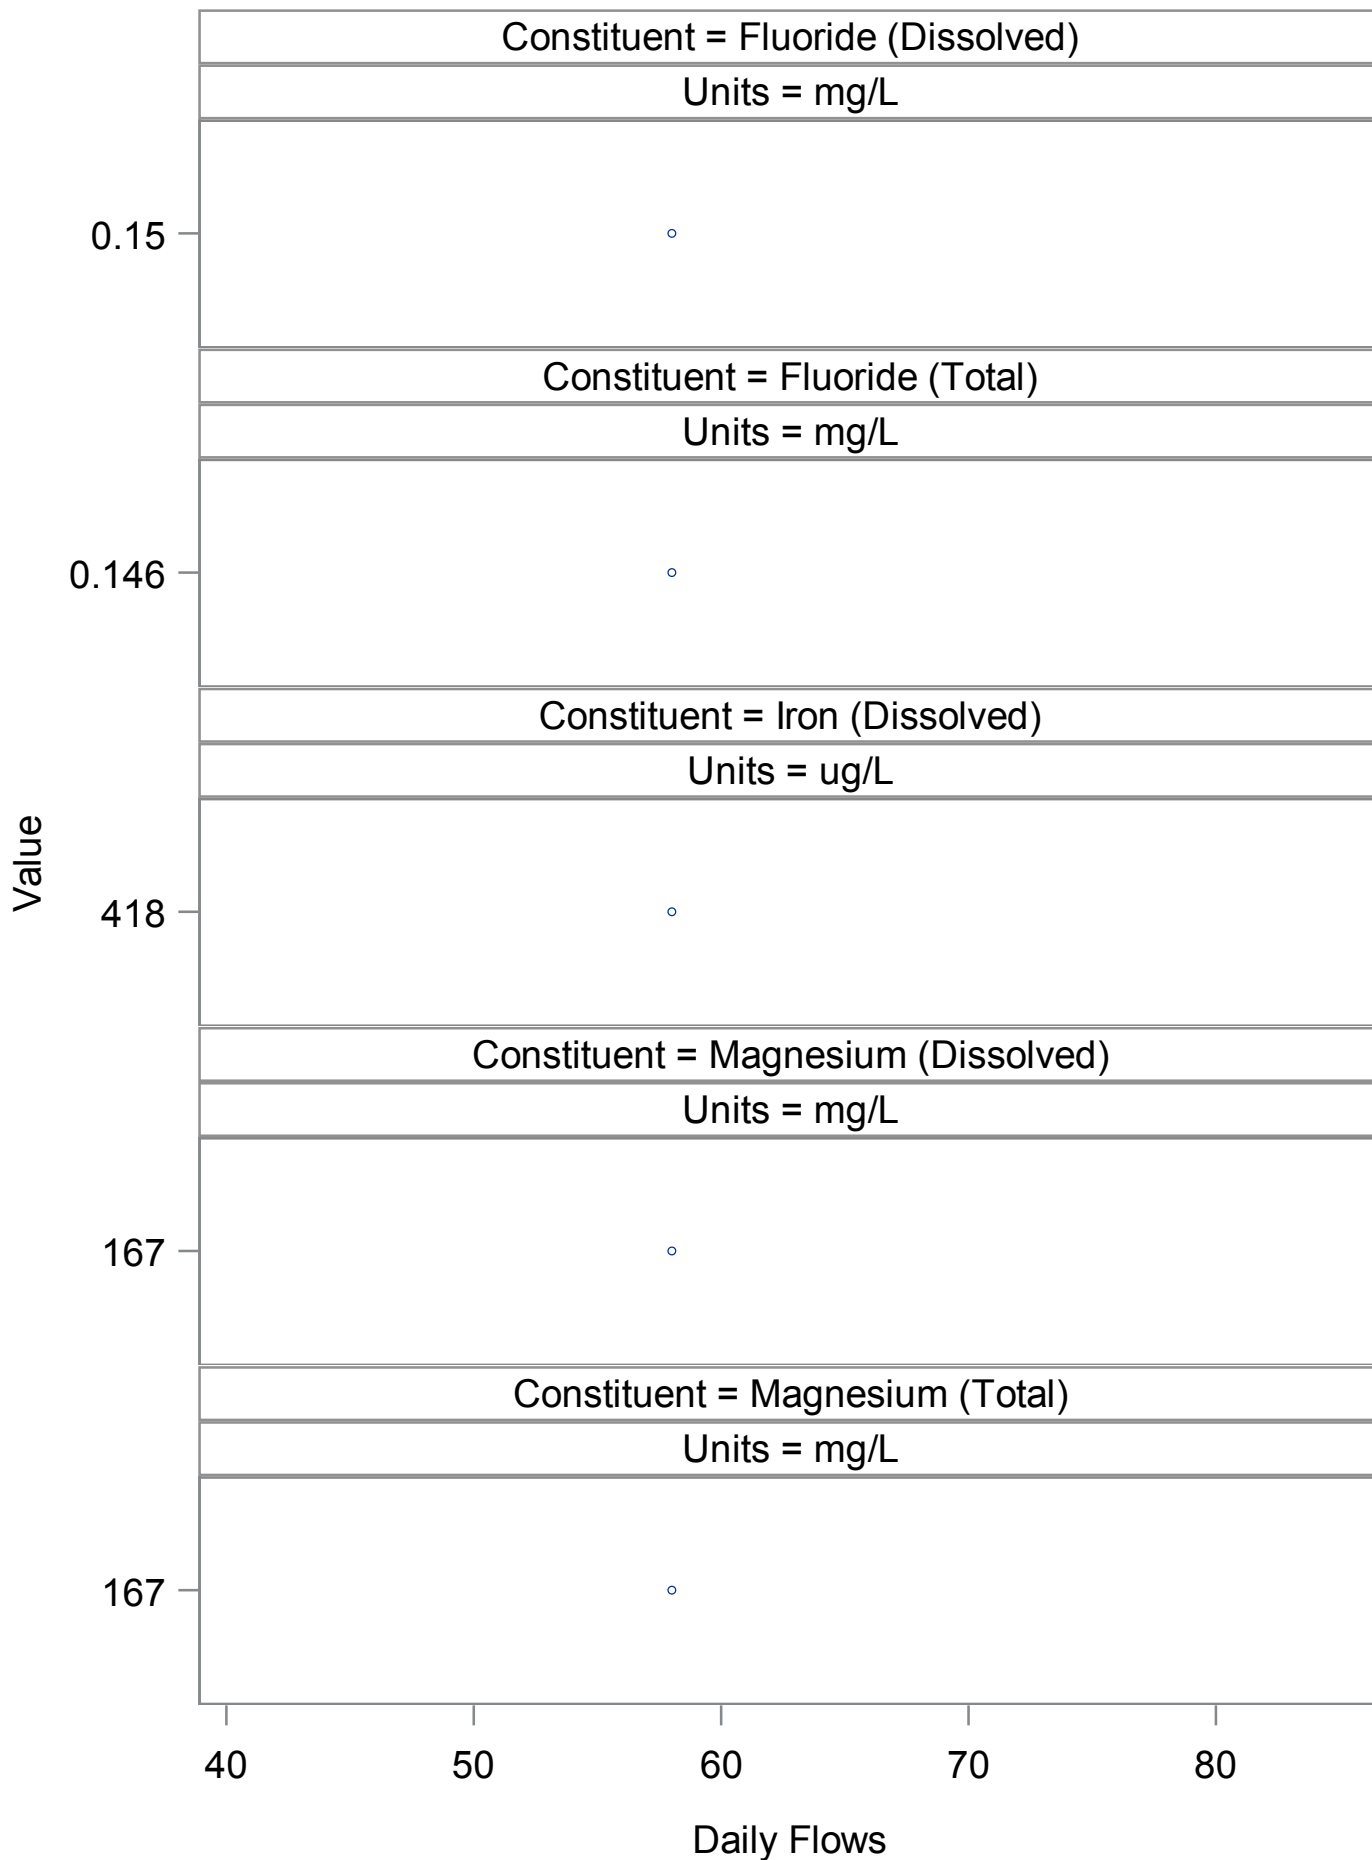 Constituent = Fluoride (Dissolved)
Units = mg/L
0.15
Constituent = Fluoride (Total)
Units = mg/L
0.146
Constituent = Iron (Dissolved)
Units = ug/L
Value
418
Constituent = Magnesium (Dissolved)
Units = mg/L
167
Constituent = Magnesium (Total)
Units = mg/L
167
40 50 60 70 80
Daily Flows